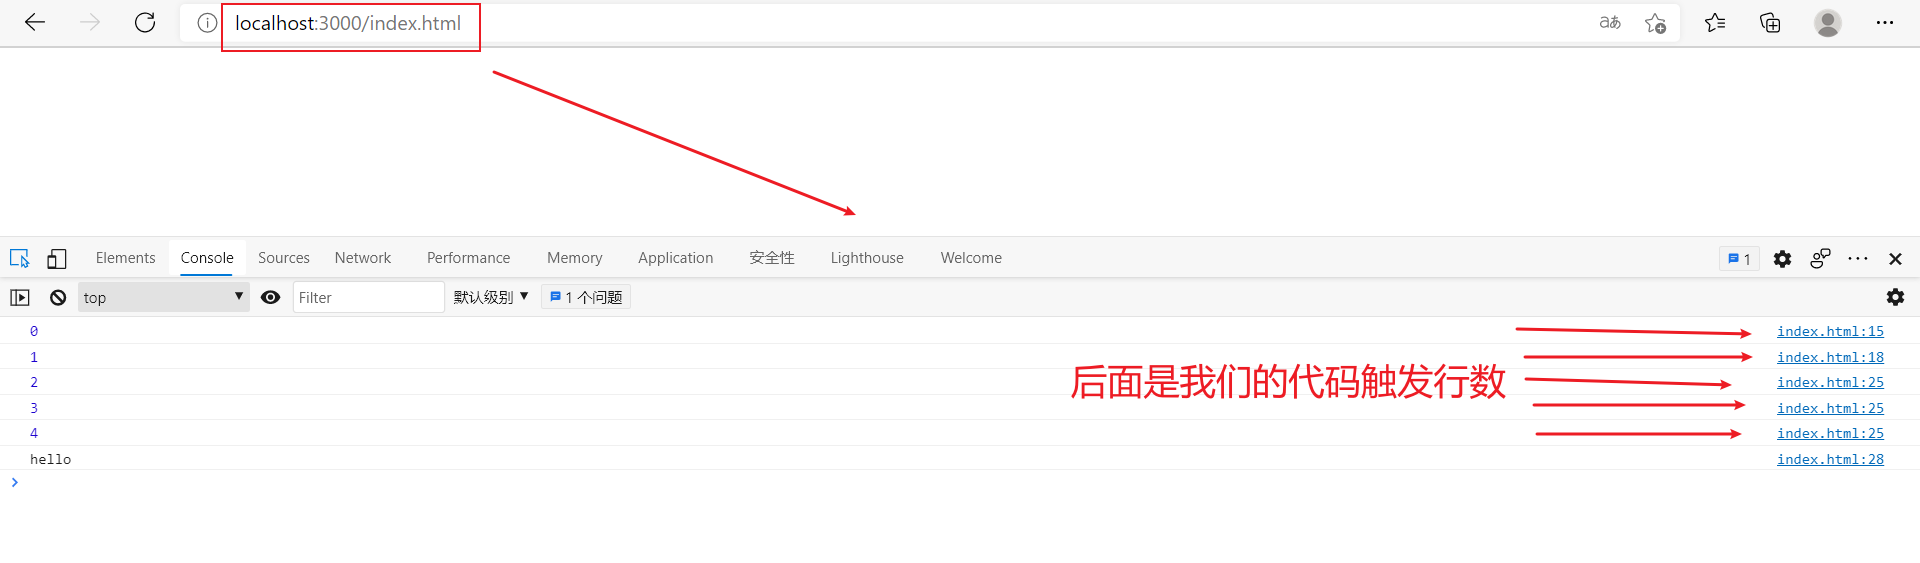 localhost:3000/index.html
aあ
Elements Console Sources Network Performance Memory Application 安全性 Lighthouse Welcome 1
top Filter 默认级别 1 个问题
0 index.html:15
1 index.html:18
2 index.html:25
后面是我们的代码触发行数
3 index.html:25
4 index.html:25
hello index.html:28